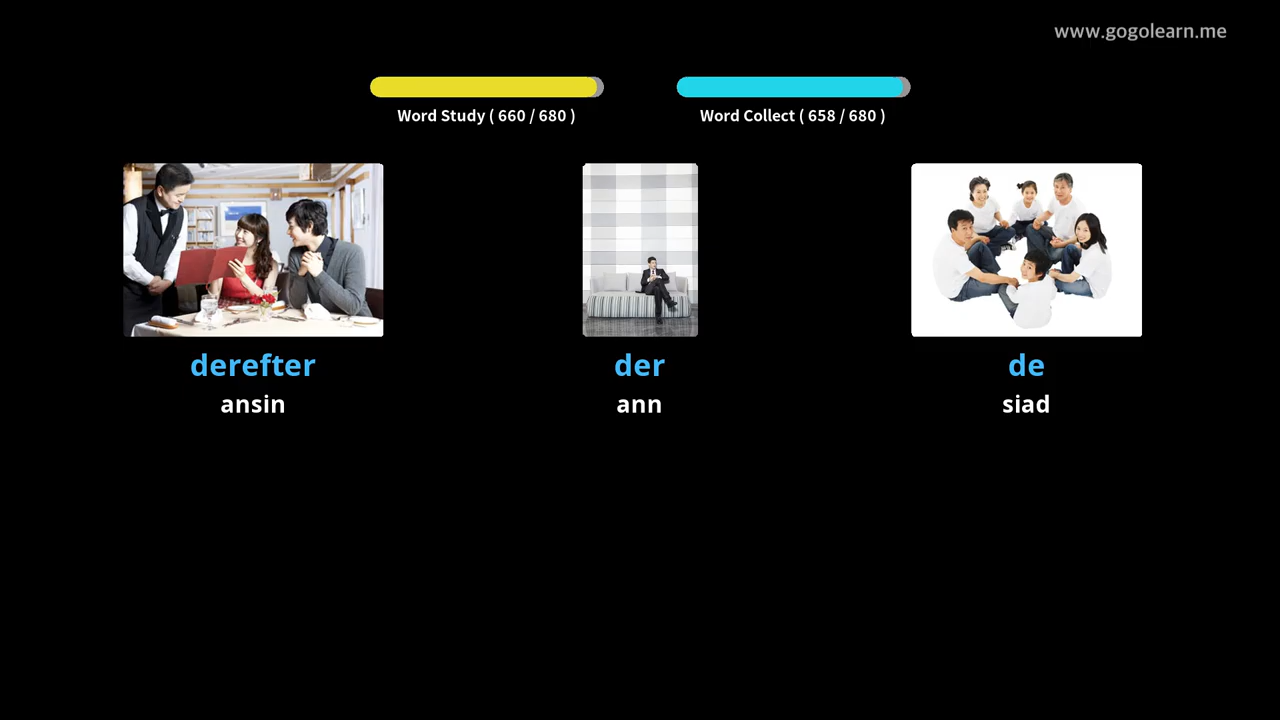 www.gogolearn.me
Word Study ( 660 / 680 )
Word Collect ( 658 / 680 )
derefter
der
de
ansin
ann
siad